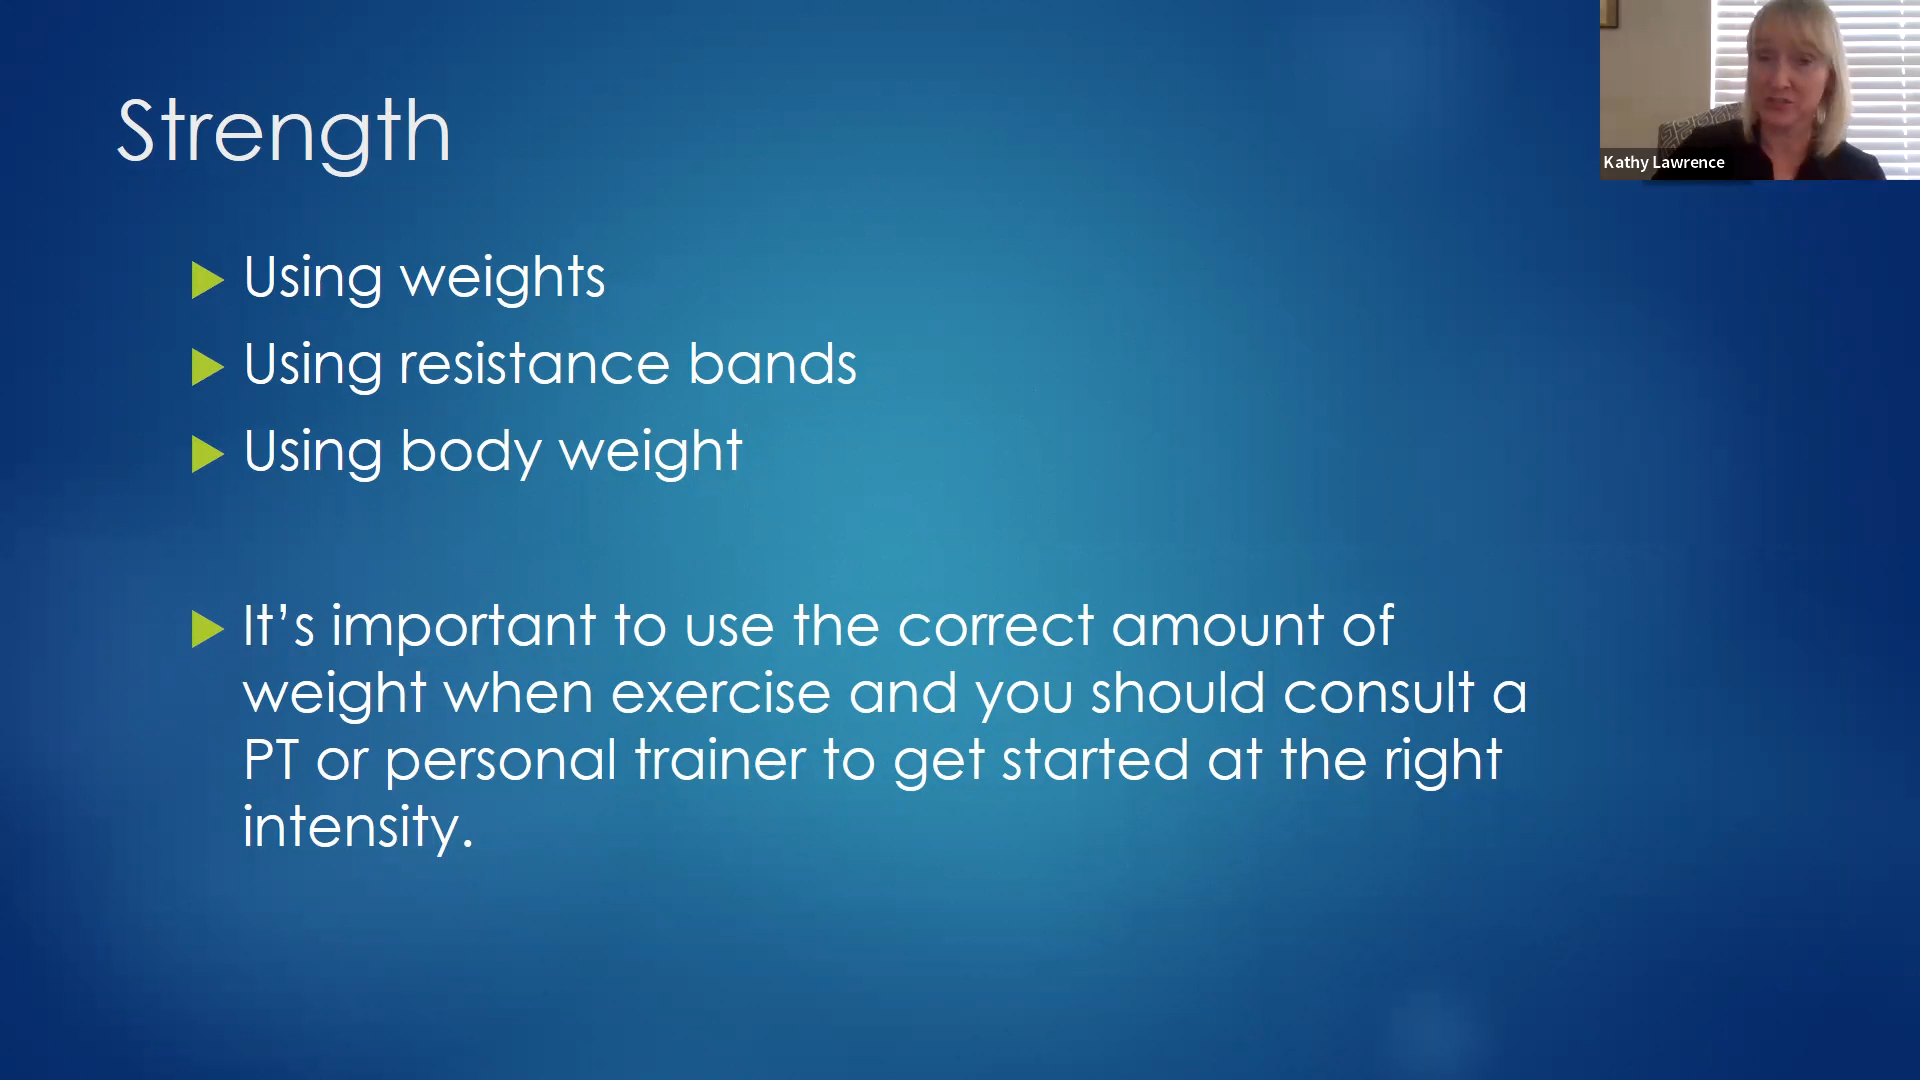 Strength
Using weights
Using resistance bands
Using body weight
It’s important to use the correct amount of
weight when exercise and you should consult a
PT or personal trainer to get started at the right
intensity.
Kathy Lawrence